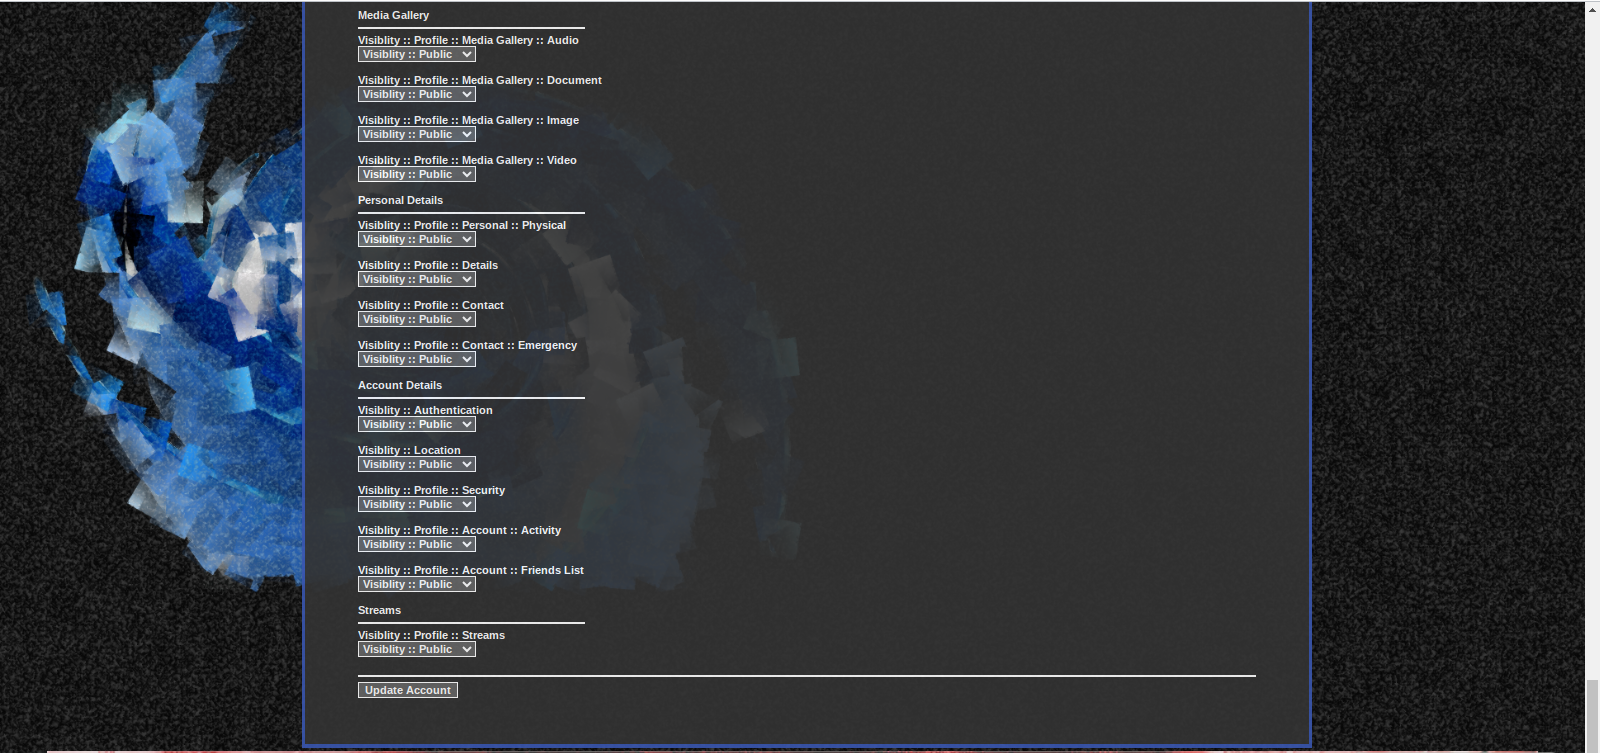 Media Gallery
Visiblity :: Profile :: Media Gallery :: Audio
Visiblity :: Public
Visiblity :: Profile :: Media Gallery :: Document
Visiblity :: Public
Visiblity :: Profile :: Media Gallery :: Image
Visiblity :: Public
Visiblity :: Profile :: Media Gallery :: Video
Visiblity :: Public
Personal Details
Visiblity :: Profile :: Personal :: Physical
Visiblity :: Public
Visiblity :: Profile :: Details
Visiblity :: Public
Visiblity :: Profile :: Contact
Visiblity :: Public
Visiblity :: Profile :: Contact :: Emergency
Visiblity :: Public
Account Details
Visiblity :: Authentication
Visiblity :: Public
Visiblity :: Location
Visiblity :: Public
Visiblity :: Profile :: Security
Visiblity :: Public
Visiblity :: Profile :: Account :: Activity
Visiblity :: Public
Visiblity :: Profile :: Account :: Friends List
Visiblity :: Public
Streams
Visiblity :: Profile :: Streams
Visiblity :: Public
Update Account